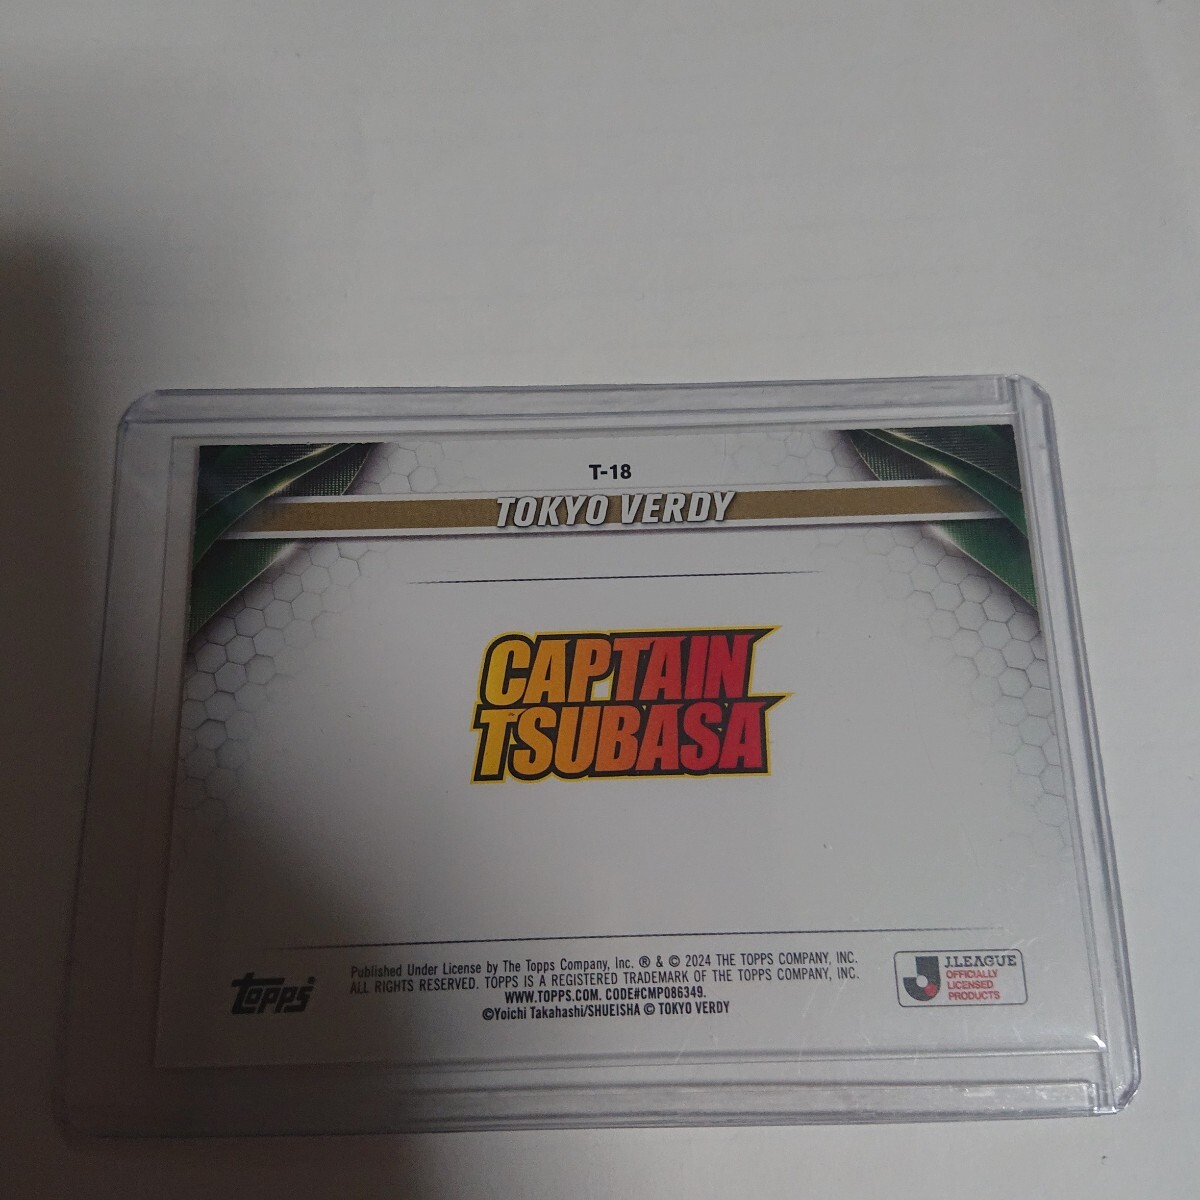 T-18
TOKYO VERDY
CAPTAIN
TSUBASA
topps
Published Under License by The Topps Company, Inc. ® & © 2024 THE TOPPS COMPANY, INC.
ALL RIGHTS RESERVED. TOPPS IS A REGISTERED TRADEMARK OF THE TOPPS COMPANY, INC.
WWW.TOPPS.COM. CODE#CMP086349.
©Yoichi Takahashi/SHUEISHA © TOKYO VERDY
J.LEAGUE
OFFICIALLY
LICENSED
PRODUCTS